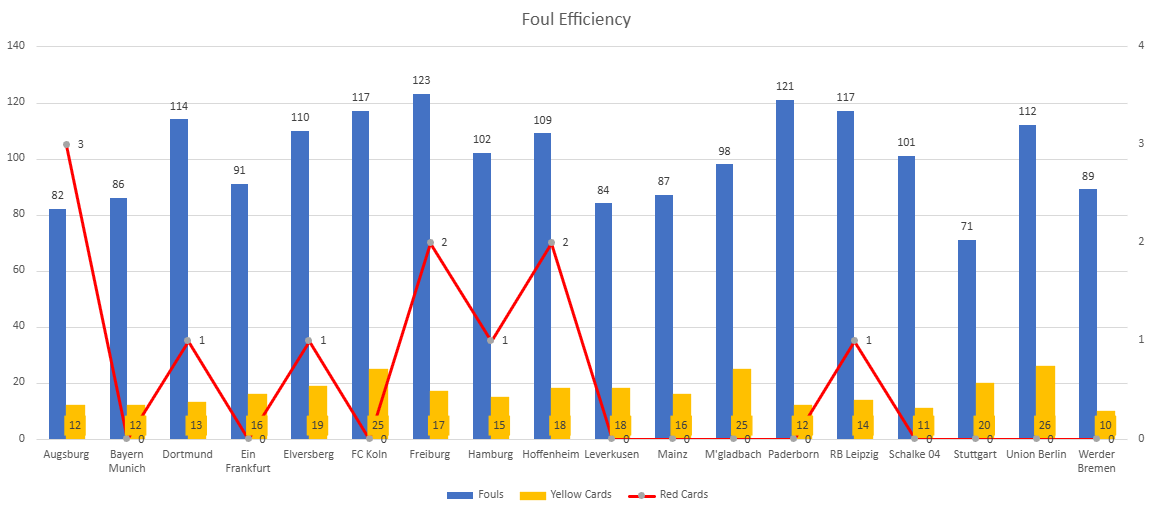 Foul Efficiency
140
120
100
80
60
40
20
0
4
3
2
1
0
82
86
114
91
110
117
123
102
109
84
87
98
121
117
101
71
112
89
3
0
1
0
1
0
2
1
2
0
0
0
0
1
0
0
0
0
12
12
13
16
19
25
17
15
18
18
16
25
12
14
11
20
26
10
Augsburg
Bayern
Munich
Dortmund
Ein
Frankfurt
Elversberg
FC Koln
Freiburg
Hamburg
Hoffenheim
Leverkusen
Mainz
M'gladbach
Paderborn
RB Leipzig
Schalke 04
Stuttgart
Union Berlin
Werder
Bremen
Fouls
Yellow Cards
Red Cards